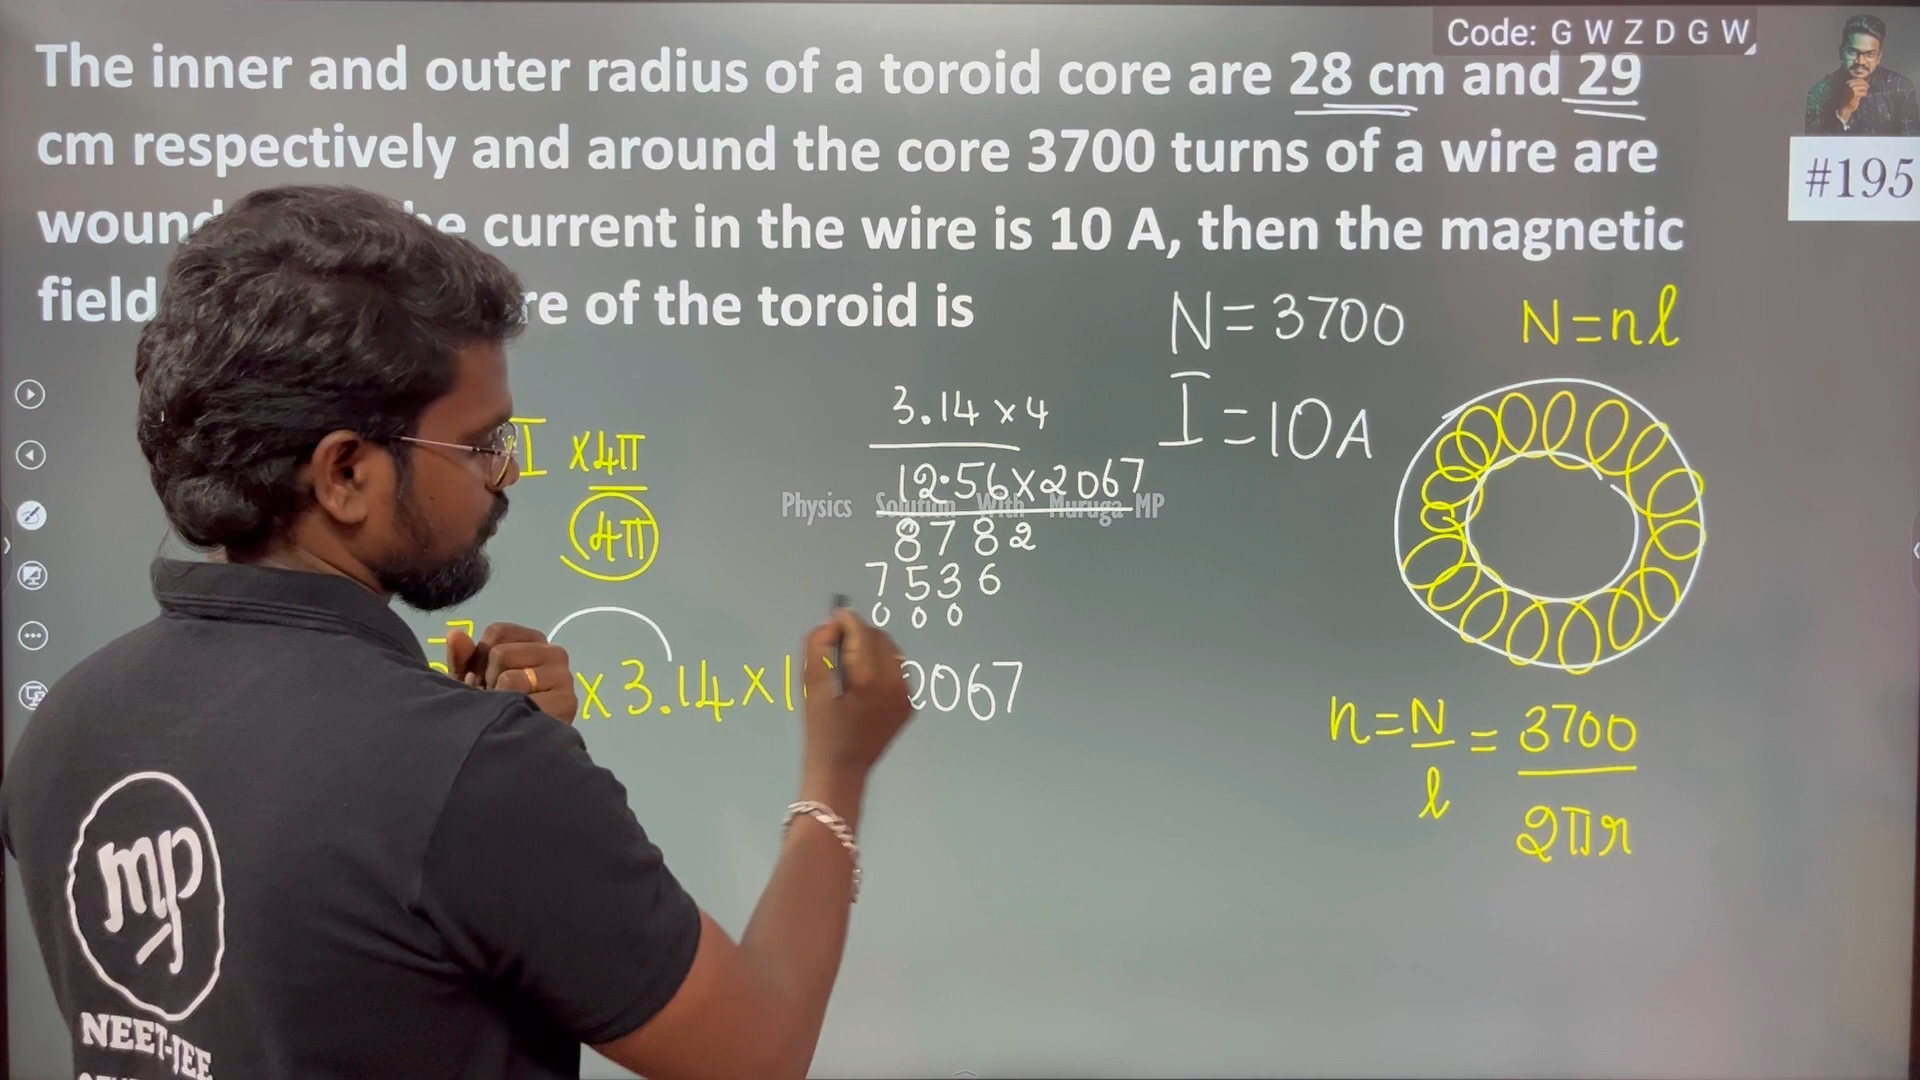 Code: G W Z D G W
The inner and outer radius of a toroid core are 28 cm and 29
#195
cm respectively and around the core 3700 turns of a wire are
current in the wire is 10 A, then the magnetic
field of the toroid is
N = 3700
N = nl
3.14 × 4
I = 10A
I × 4π
12.56 × 2067
4π
Physics Solution With Muruga MP
8782
7536
000
-7
× 3.14 × 2067
n = N/l = 3700/2πr
mp
NEET-JEE